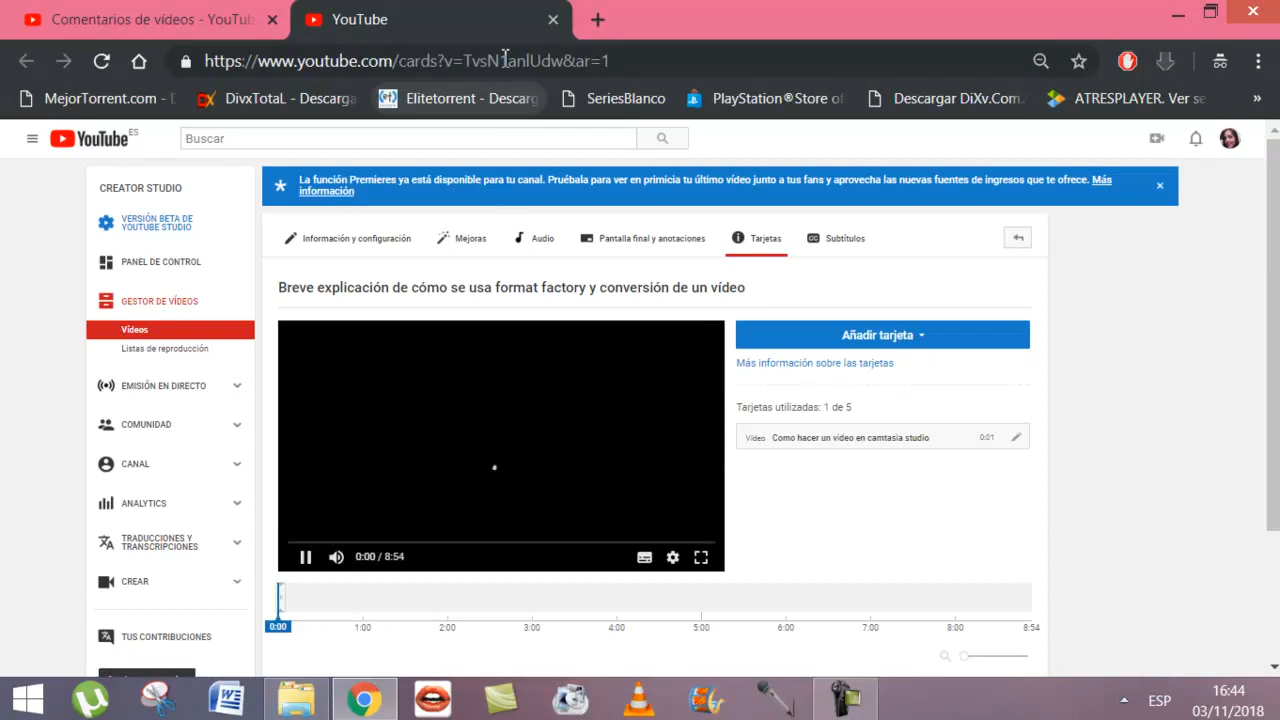 Comentarios de vídeos - YouTub
YouTube
https://www.youtube.com/cards?v=TvsN1anlUdw&ar=1
MejorTorrent.com - D
DivxTotaL - Descarga
Elitetorrent - Descarg
SeriesBlanco
PlayStation®Store of
Descargar DiXv.Com.
ATRESPLAYER. Ver se
»
YouTube ES
Buscar
CREATOR STUDIO
VERSIÓN BETA DE
YOUTUBE STUDIO
PANEL DE CONTROL
GESTOR DE VÍDEOS
Vídeos
Listas de reproducción
EMISIÓN EN DIRECTO
COMUNIDAD
CANAL
ANALYTICS
TRADUCCIONES Y
TRANSCRIPCIONES
CREAR
TUS CONTRIBUCIONES
La función Premieres ya está disponible para tu canal. Pruébala para ver en primicia tu último vídeo junto a tus fans y aprovecha las nuevas fuentes de ingresos que te ofrece. Más
información
Información y configuración
Mejoras
Audio
Pantalla final y anotaciones
Tarjetas
CC Subtítulos
Breve explicación de cómo se usa format factory y conversión de un vídeo
0:00 / 8:54
Añadir tarjeta
Más información sobre las tarjetas
Tarjetas utilizadas: 1 de 5
Vídeo Como hacer un video en camtasia studio 0:01
0:00 1:00 2:00 3:00 4:00 5:00 6:00 7:00 8:00 8:54
ESP
16:44
03/11/2018